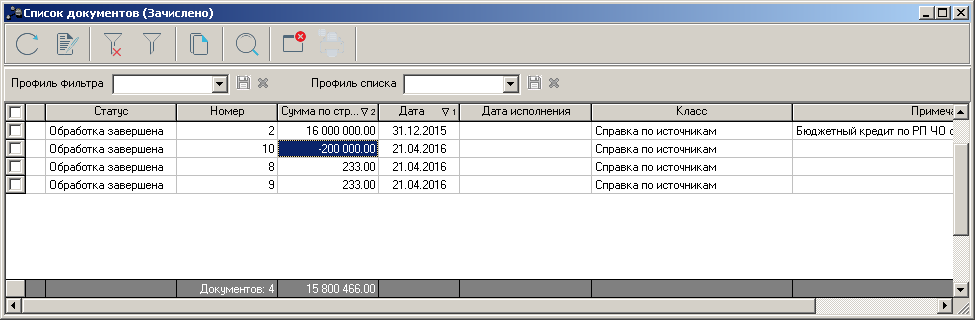 Список документов (Зачислено)
Профиль фильтра Профиль списка
Статус Номер Сумма по стр... 2 Дата 1 Дата исполнения Класс Примеча
Обработка завершена 2 16 000 000.00 31.12.2015 Справка по источникам Бюджетный кредит по РП ЧО о
Обработка завершена 10 -200 000.00 21.04.2016 Справка по источникам
Обработка завершена 8 233.00 21.04.2016 Справка по источникам
Обработка завершена 9 233.00 21.04.2016 Справка по источникам
Документов: 4 15 800 466.00